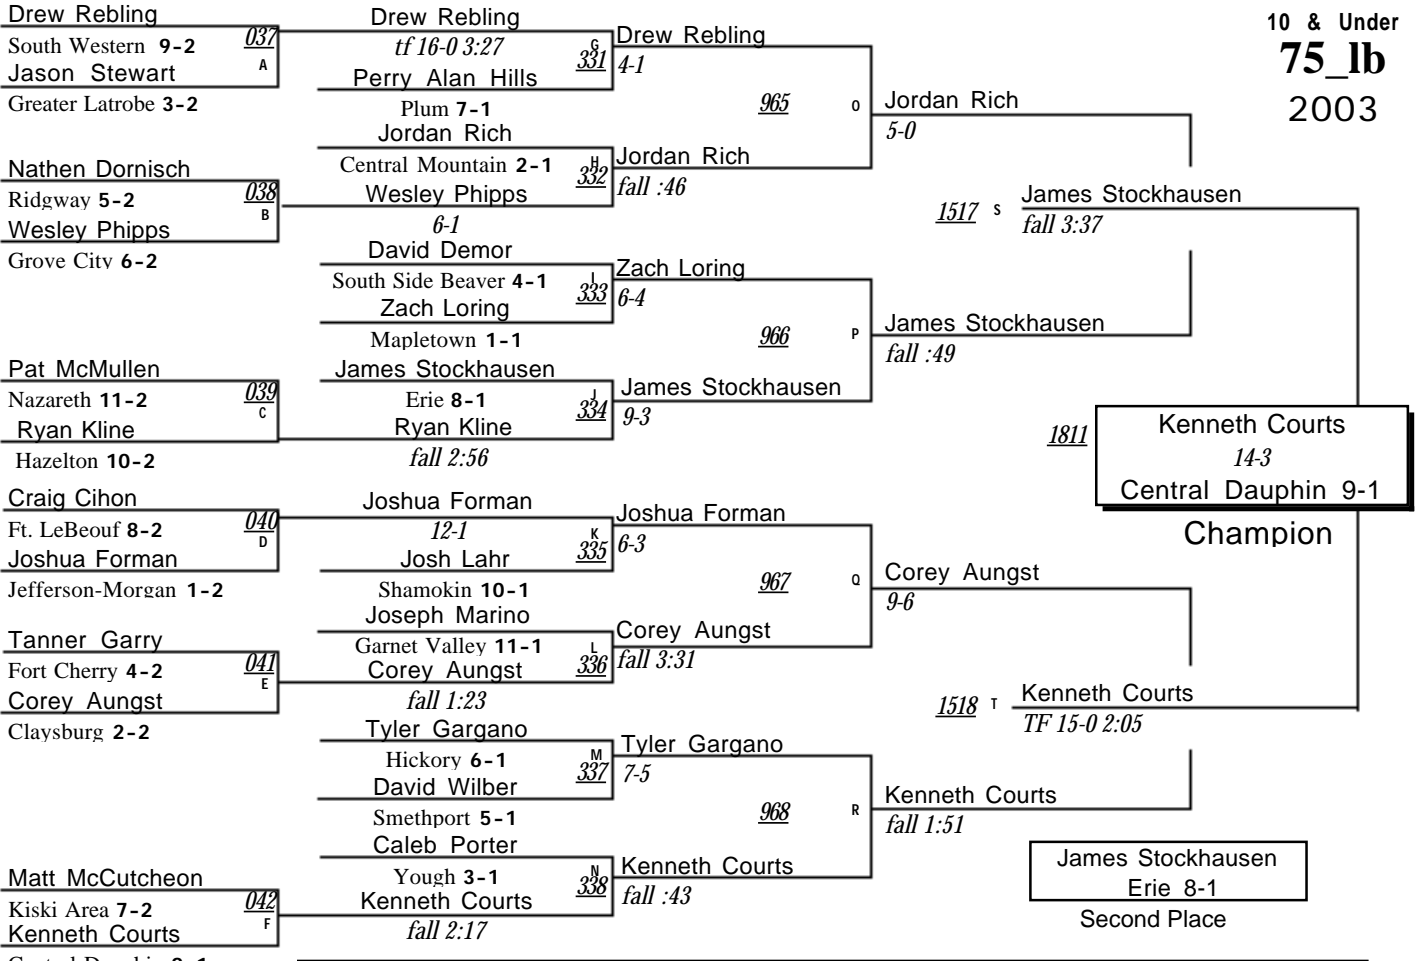 10 & Under
75_lb
2003
Drew Rebling
South Western 9-2
037
A
Jason Stewart
Greater Latrobe 3-2
Nathen Dornisch
Ridgway 5-2
038
B
Wesley Phipps
Grove City 6-2
Pat McMullen
Nazareth 11-2
039
C
Ryan Kline
Hazelton 10-2
Craig Cihon
Ft. LeBeouf 8-2
040
D
Joshua Forman
Jefferson-Morgan 1-2
Tanner Garry
Fort Cherry 4-2
041
E
Corey Aungst
Claysburg 2-2
Matt McCutcheon
Kiski Area 7-2
042
F
Kenneth Courts
Drew Rebling
tf 16-0 3:27
G
331
Perry Alan Hills
Plum 7-1
Jordan Rich
Central Mountain 2-1
H
332
Wesley Phipps
6-1
David Demor
South Side Beaver 4-1
I
333
Zach Loring
Mapletown 1-1
James Stockhausen
Erie 8-1
J
334
Ryan Kline
fall 2:56
Joshua Forman
12-1
K
335
Josh Lahr
Shamokin 10-1
Joseph Marino
Garnet Valley 11-1
L
336
Corey Aungst
fall 1:23
Tyler Gargano
Hickory 6-1
M
337
David Wilber
Smethport 5-1
Caleb Porter
Yough 3-1
N
338
Kenneth Courts
fall 2:17
Drew Rebling
4-1
965
O
Jordan Rich
fall :46
Zach Loring
6-4
966
P
James Stockhausen
9-3
Joshua Forman
6-3
967
Q
Corey Aungst
fall 3:31
Tyler Gargano
7-5
968
R
Kenneth Courts
fall :43
Jordan Rich
5-0
1517
S
James Stockhausen
fall :49
Corey Aungst
9-6
1518
T
Kenneth Courts
fall 1:51
James Stockhausen
fall 3:37
1811
Kenneth Courts
TF 15-0 2:05
Kenneth Courts
14-3
Central Dauphin 9-1
Champion
James Stockhausen
Erie 8-1
Second Place